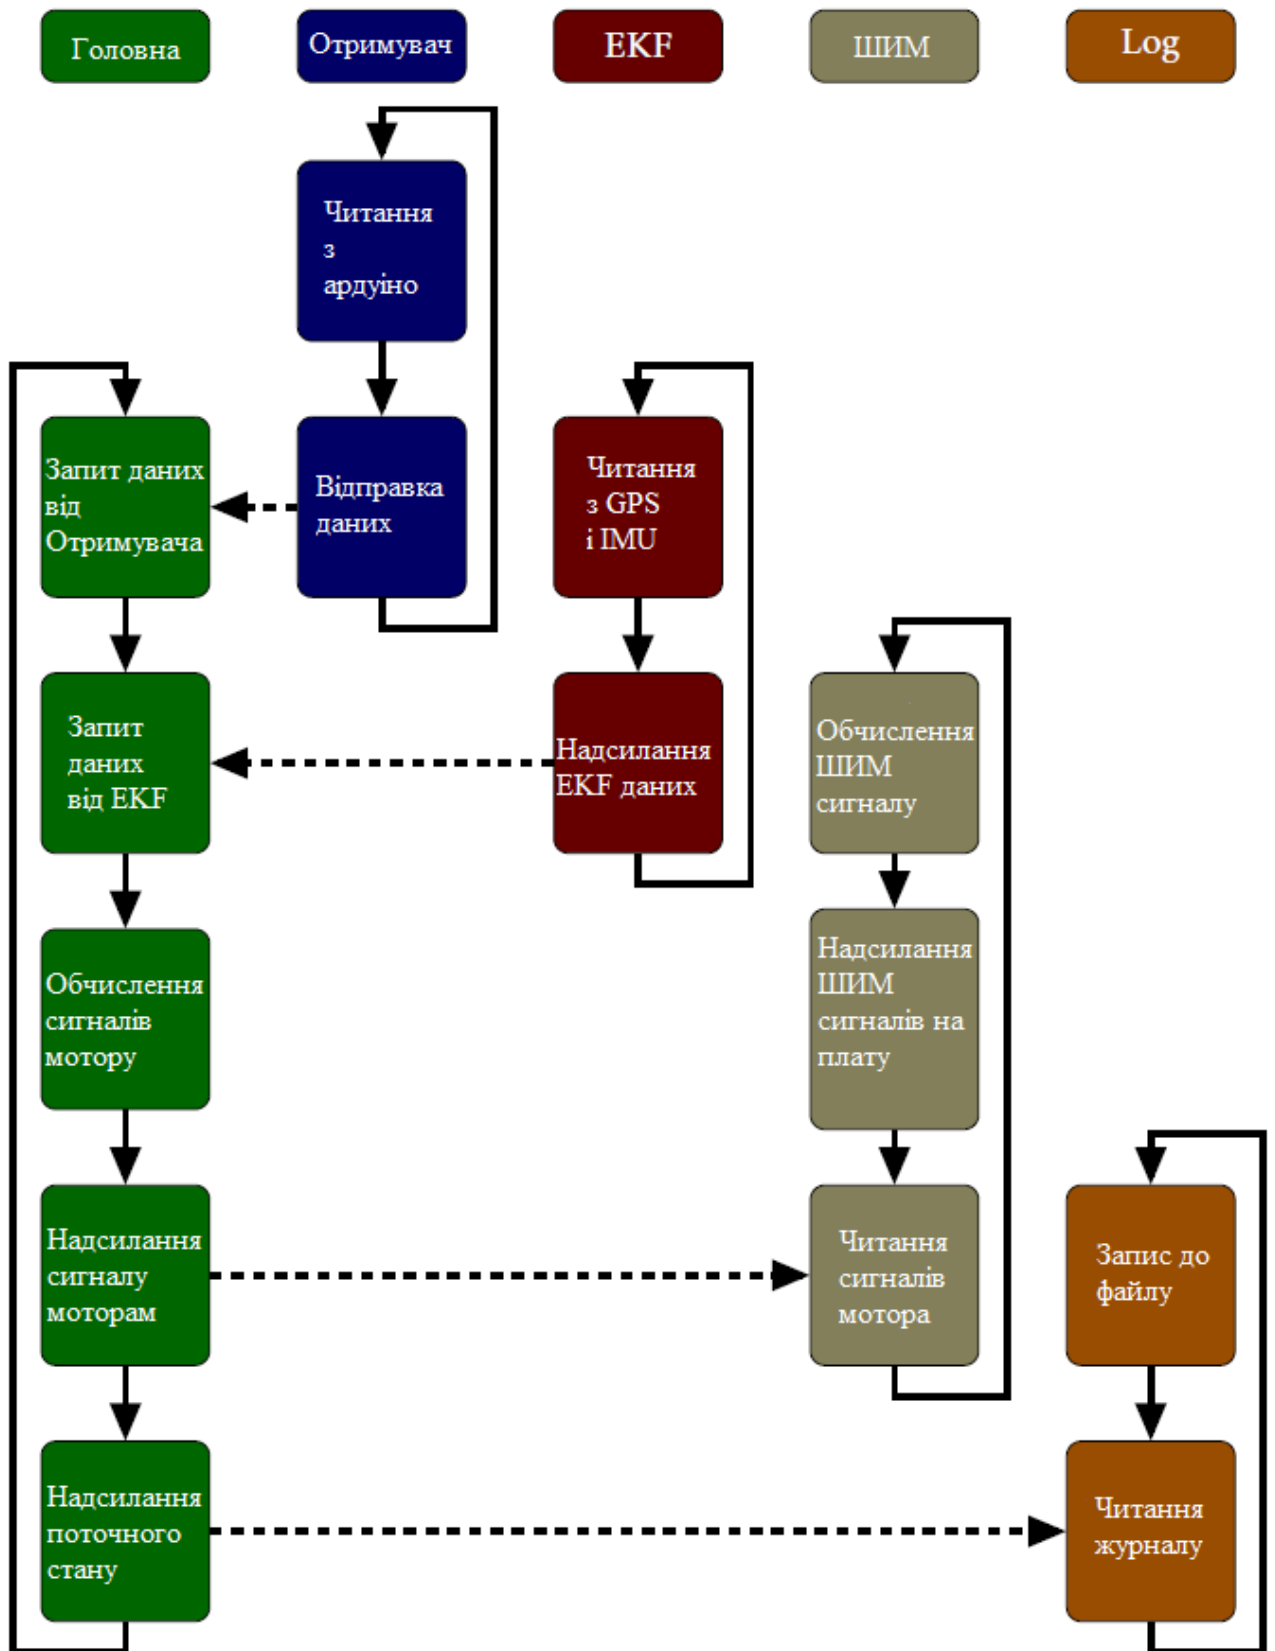 Головна
Отримувач
EKF
ШИМ
Log
Читання
з
ардуіно
Запит даних
від
Отримувача
Відправка
даних
Читання
з GPS
і IMU
Запит
даних
від EKF
Надсилання
EKF даних
Обчислення
ШИМ
сигналу
Обчислення
сигналів
мотору
Надсилання
ШИМ
сигналів на
плату
Надсилання
сигналу
моторам
Читання
сигналів
мотора
Запис до
файлу
Надсилання
поточного
стану
Читання
журналу